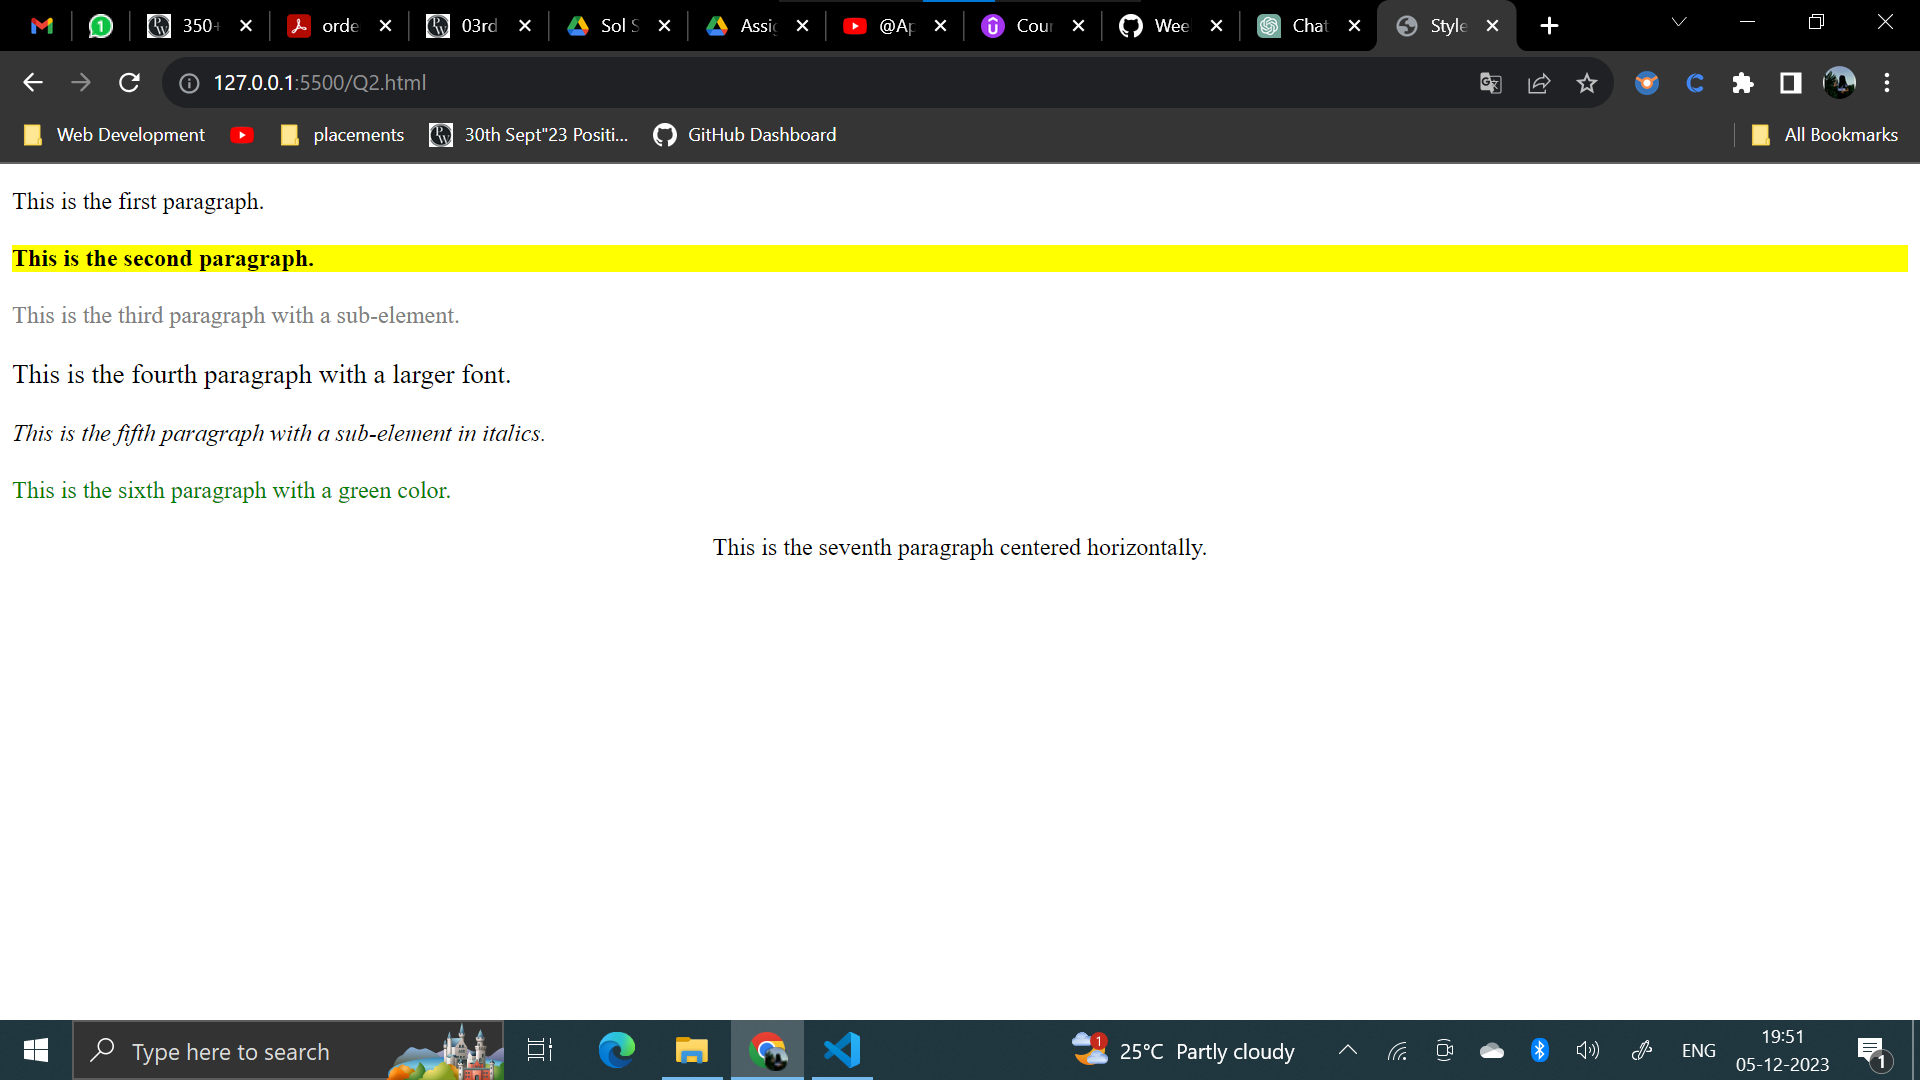 350+
orde
03rd
Sol S
Assig
@Ap
Cour
Wee
Chat
Style
127.0.0.1:5500/Q2.html
Web Development
placements
30th Sept"23 Positi...
GitHub Dashboard
All Bookmarks
This is the first paragraph.
This is the second paragraph.
This is the third paragraph with a sub-element.
This is the fourth paragraph with a larger font.
This is the fifth paragraph with a sub-element in italics.
This is the sixth paragraph with a green color.
This is the seventh paragraph centered horizontally.
Type here to search
1
25°C Partly cloudy
ENG
19:51
05-12-2023
1